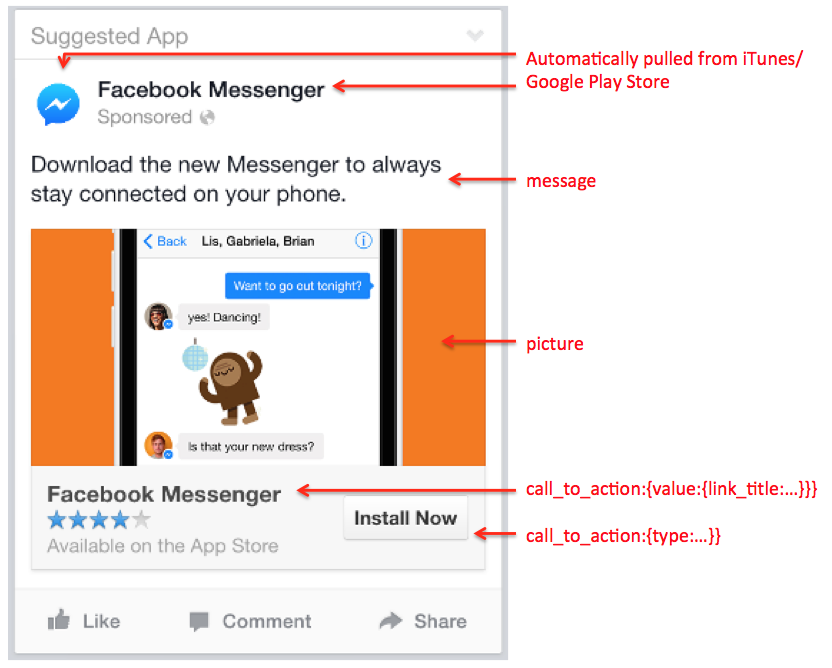 Suggested App
Automatically pulled from iTunes/
Google Play Store
Facebook Messenger
Sponsored
Download the new Messenger to always
stay connected on your phone.
message
Back Lis, Gabriela, Brian i
Want to go out tonight?
yes! Dancing!
picture
Is that your new dress?
Facebook Messenger
call_to_action:{value:{link_title:...}}}
Install Now
Available on the App Store
call_to_action:{type:...}}
Like Comment Share